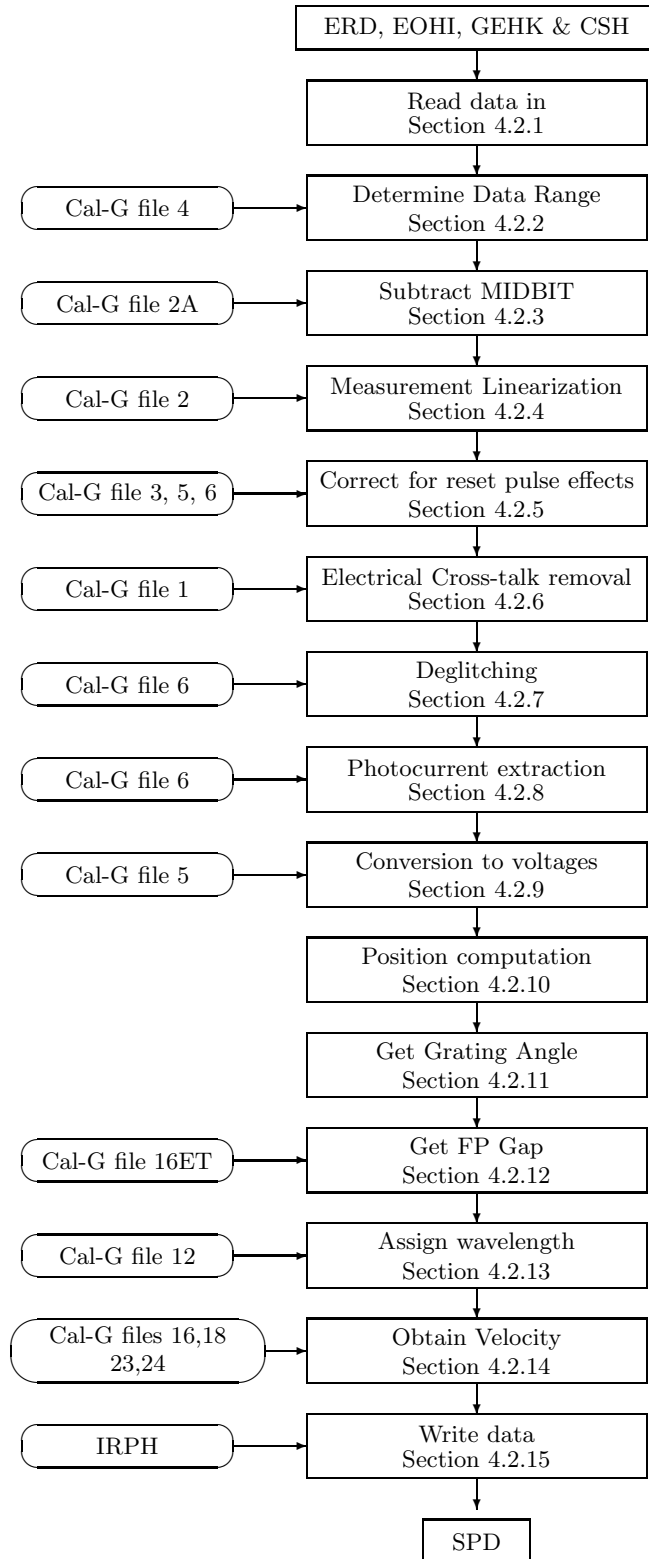 ERD, EOHI, GEHK & CSH
Read data in
Section 4.2.1
Cal-G file 4
Determine Data Range
Section 4.2.2
Cal-G file 2A
Subtract MIDBIT
Section 4.2.3
Cal-G file 2
Measurement Linearization
Section 4.2.4
Cal-G file 3, 5, 6
Correct for reset pulse effects
Section 4.2.5
Cal-G file 1
Electrical Cross-talk removal
Section 4.2.6
Cal-G file 6
Deglitching
Section 4.2.7
Cal-G file 6
Photocurrent extraction
Section 4.2.8
Cal-G file 5
Conversion to voltages
Section 4.2.9
Position computation
Section 4.2.10
Get Grating Angle
Section 4.2.11
Cal-G file 16ET
Get FP Gap
Section 4.2.12
Cal-G file 12
Assign wavelength
Section 4.2.13
Cal-G files 16,18
23,24
Obtain Velocity
Section 4.2.14
IRPH
Write data
Section 4.2.15
SPD